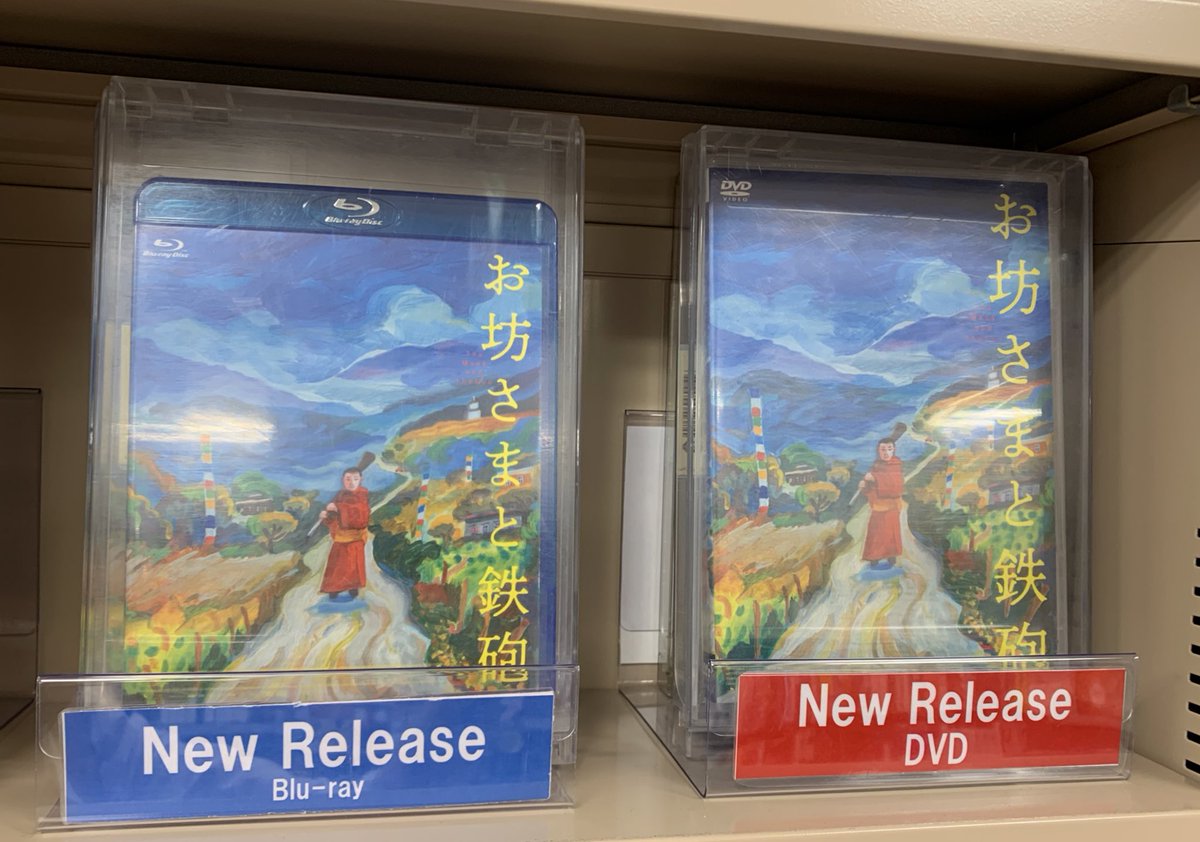 Blu-ray Disc
Blu-ray Disc
お坊さまと鉄砲
New Release
Blu-ray
DVD
VIDEO
お坊さまと鉄砲
New Release
DVD